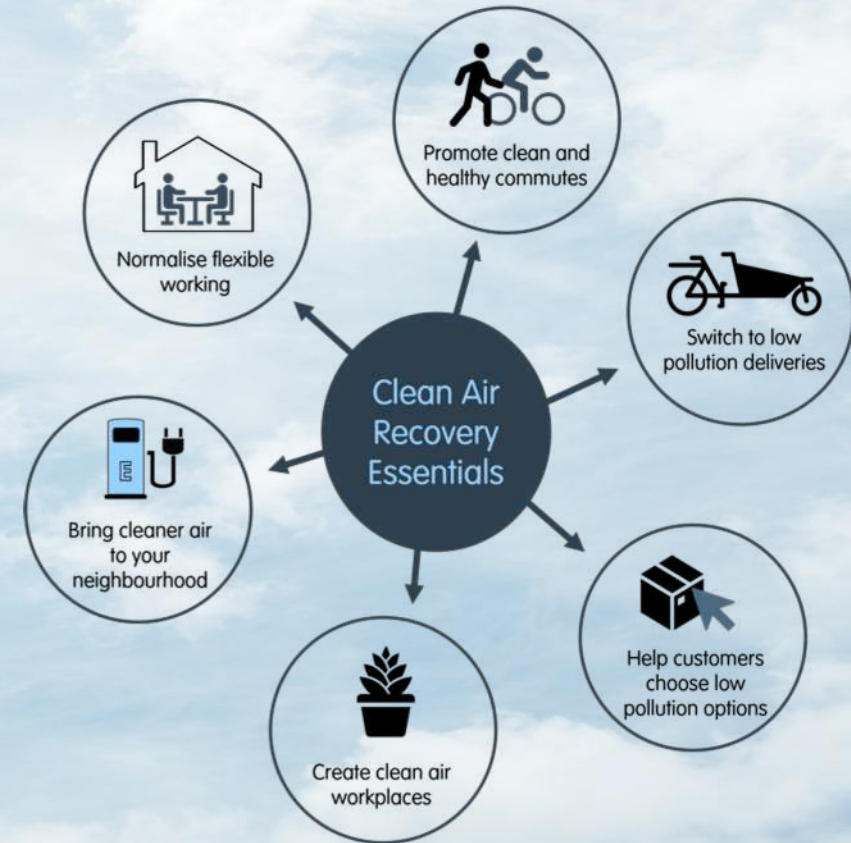 Promote clean and
healthy commutes
Normalise flexible
working
Switch to low
pollution deliveries
Clean Air
Recovery
Essentials
E
Bring cleaner air
to your
neighbourhood
Help customers
choose low
pollution options
Create clean air
workplaces